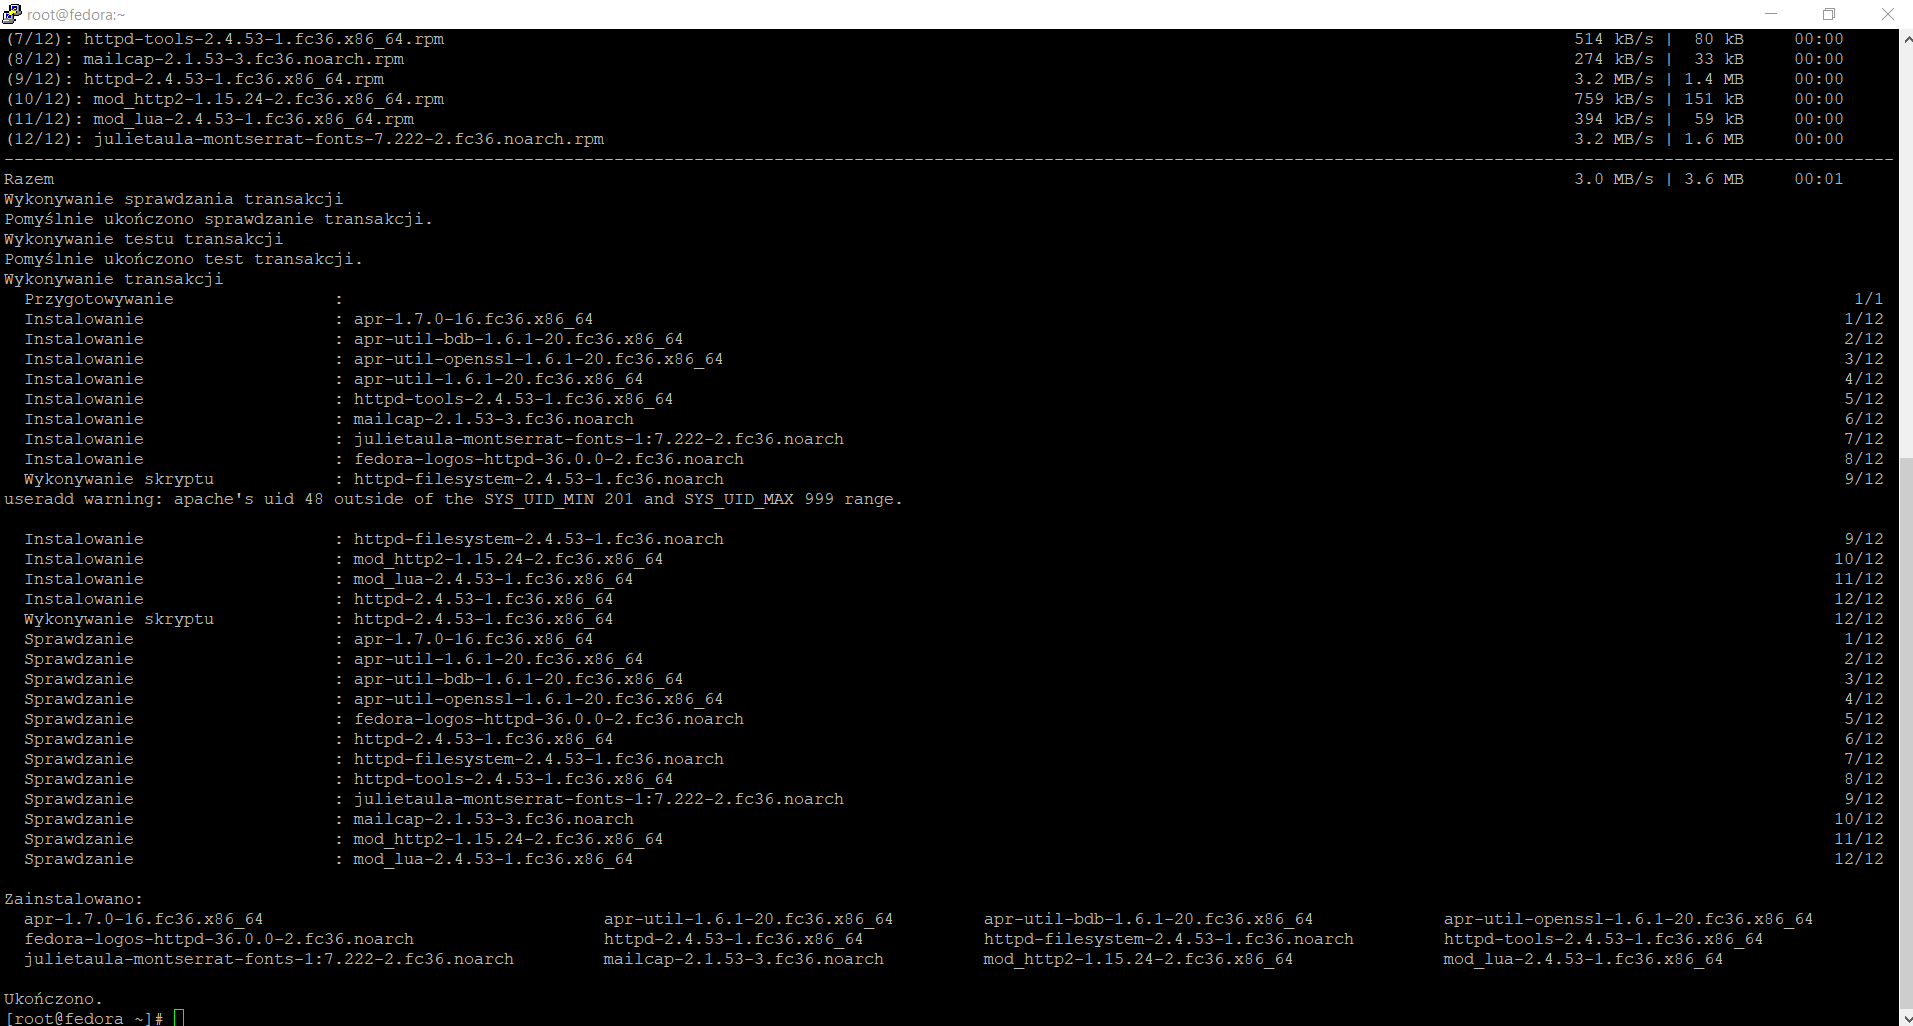 root@fedora:~
(7/12): httpd-tools-2.4.53-1.fc36.x86_64.rpm 514 kB/s | 80 kB 00:00
(8/12): mailcap-2.1.53-3.fc36.noarch.rpm 274 kB/s | 33 kB 00:00
(9/12): httpd-2.4.53-1.fc36.x86_64.rpm 3.2 MB/s | 1.4 MB 00:00
(10/12): mod_http2-1.15.24-2.fc36.x86_64.rpm 759 kB/s | 151 kB 00:00
(11/12): mod_lua-2.4.53-1.fc36.x86_64.rpm 394 kB/s | 59 kB 00:00
(12/12): julietaula-montserrat-fonts-7.222-2.fc36.noarch.rpm 3.2 MB/s | 1.6 MB 00:00
Razem 3.0 MB/s | 3.6 MB 00:01
Wykonywanie sprawdzania transakcji
Pomyślnie ukończono sprawdzanie transakcji.
Wykonywanie testu transakcji
Pomyślnie ukończono test transakcji.
Wykonywanie transakcji
Przygotowywanie : 1/1
Instalowanie : apr-1.7.0-16.fc36.x86_64 1/12
Instalowanie : apr-util-bdb-1.6.1-20.fc36.x86_64 2/12
Instalowanie : apr-util-openssl-1.6.1-20.fc36.x86_64 3/12
Instalowanie : apr-util-1.6.1-20.fc36.x86_64 4/12
Instalowanie : httpd-tools-2.4.53-1.fc36.x86_64 5/12
Instalowanie : mailcap-2.1.53-3.fc36.noarch 6/12
Instalowanie : julietaula-montserrat-fonts-1:7.222-2.fc36.noarch 7/12
Instalowanie : fedora-logos-httpd-36.0.0-2.fc36.noarch 8/12
Wykonywanie skryptu : httpd-filesystem-2.4.53-1.fc36.noarch 9/12
useradd warning: apache's uid 48 outside of the SYS_UID_MIN 201 and SYS_UID_MAX 999 range.
Instalowanie : httpd-filesystem-2.4.53-1.fc36.noarch 9/12
Instalowanie : mod_http2-1.15.24-2.fc36.x86_64 10/12
Instalowanie : mod_lua-2.4.53-1.fc36.x86_64 11/12
Instalowanie : httpd-2.4.53-1.fc36.x86_64 12/12
Wykonywanie skryptu : httpd-2.4.53-1.fc36.x86_64 12/12
Sprawdzanie : apr-1.7.0-16.fc36.x86_64 1/12
Sprawdzanie : apr-util-1.6.1-20.fc36.x86_64 2/12
Sprawdzanie : apr-util-bdb-1.6.1-20.fc36.x86_64 3/12
Sprawdzanie : apr-util-openssl-1.6.1-20.fc36.x86_64 4/12
Sprawdzanie : fedora-logos-httpd-36.0.0-2.fc36.noarch 5/12
Sprawdzanie : httpd-2.4.53-1.fc36.x86_64 6/12
Sprawdzanie : httpd-filesystem-2.4.53-1.fc36.noarch 7/12
Sprawdzanie : httpd-tools-2.4.53-1.fc36.x86_64 8/12
Sprawdzanie : julietaula-montserrat-fonts-1:7.222-2.fc36.noarch 9/12
Sprawdzanie : mailcap-2.1.53-3.fc36.noarch 10/12
Sprawdzanie : mod_http2-1.15.24-2.fc36.x86_64 11/12
Sprawdzanie : mod_lua-2.4.53-1.fc36.x86_64 12/12
Zainstalowano:
apr-1.7.0-16.fc36.x86_64 apr-util-1.6.1-20.fc36.x86_64 apr-util-bdb-1.6.1-20.fc36.x86_64 apr-util-openssl-1.6.1-20.fc36.x86_64
fedora-logos-httpd-36.0.0-2.fc36.noarch httpd-2.4.53-1.fc36.x86_64 httpd-filesystem-2.4.53-1.fc36.noarch httpd-tools-2.4.53-1.fc36.x86_64
julietaula-montserrat-fonts-1:7.222-2.fc36.noarch mailcap-2.1.53-3.fc36.noarch mod_http2-1.15.24-2.fc36.x86_64 mod_lua-2.4.53-1.fc36.x86_64
Ukończono.
[root@fedora ~]#